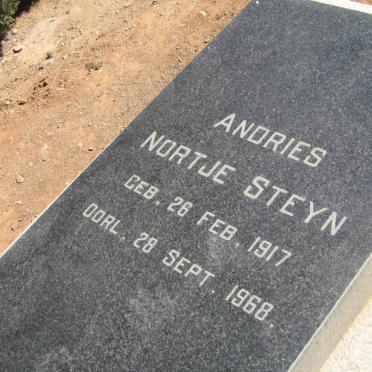 ANDRIES
NORTJE STEYN
GEB. 26 FEB. 1917
OORL. 28 SEPT. 1968.